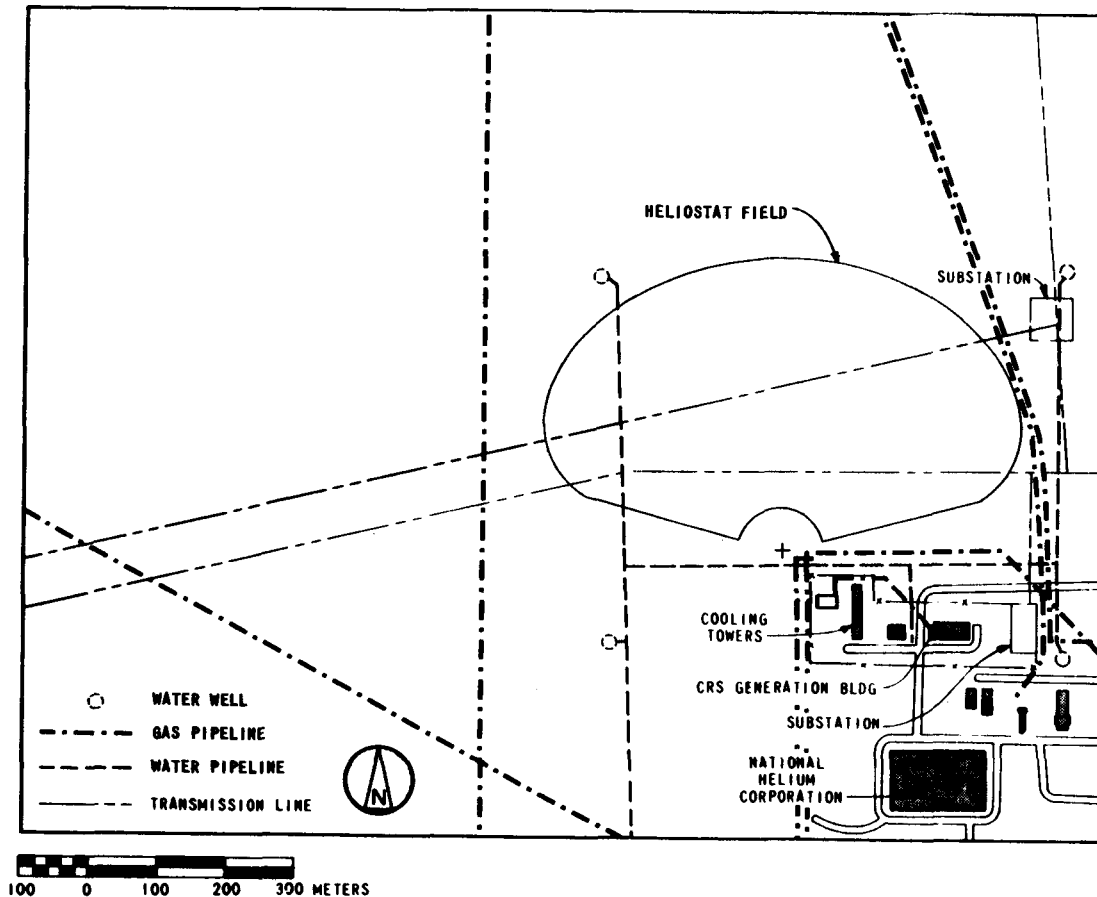 HELIOSTAT FIELD
SUBSTATION
COOLING
TOWERS
CRS GENERATION BLDG
SUBSTATION
NATIONAL
HELIUM
CORPORATION
WATER WELL
GAS PIPELINE
WATER PIPELINE
TRANSMISSION LINE
N
100 0 100 200 300 METERS